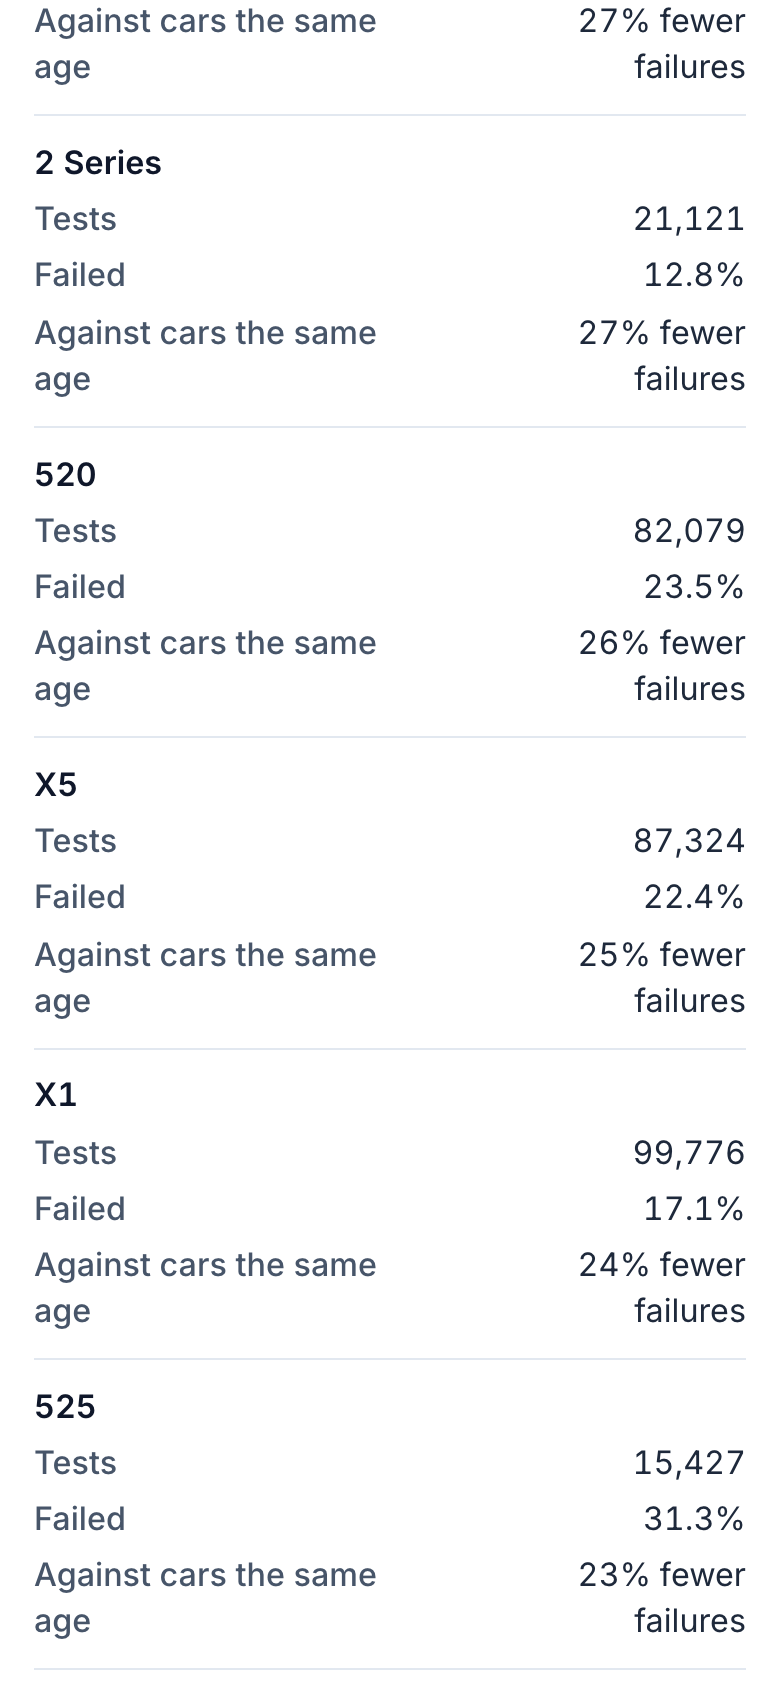 Against cars the same 27% fewer
age failures
2 Series
Tests 21,121
Failed 12.8%
Against cars the same 27% fewer
age failures
520
Tests 82,079
Failed 23.5%
Against cars the same 26% fewer
age failures
X5
Tests 87,324
Failed 22.4%
Against cars the same 25% fewer
age failures
X1
Tests 99,776
Failed 17.1%
Against cars the same 24% fewer
age failures
525
Tests 15,427
Failed 31.3%
Against cars the same 23% fewer
age failures